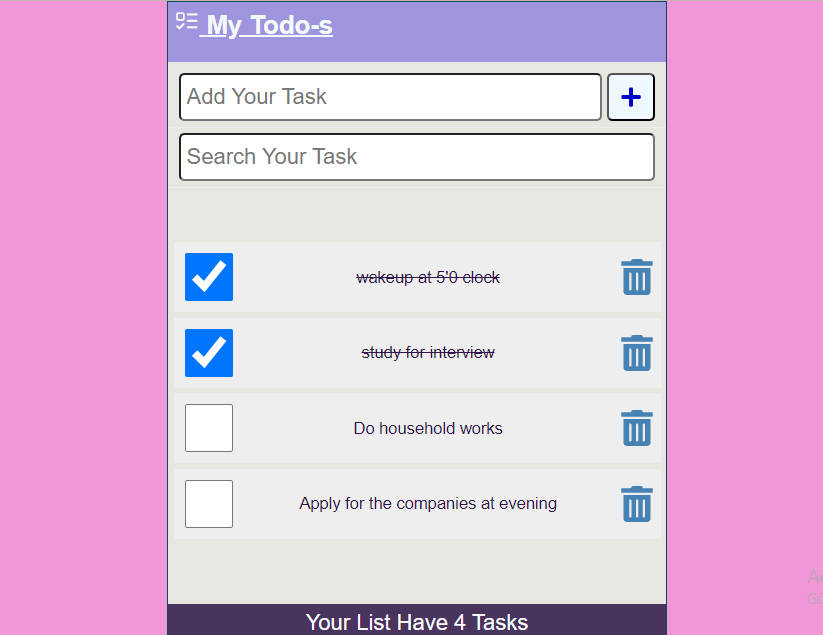 My Todo-s
Add Your Task
Search Your Task
wakeup at 5'0 clock
study for interview
Do household works
Apply for the companies at evening
Your List Have 4 Tasks